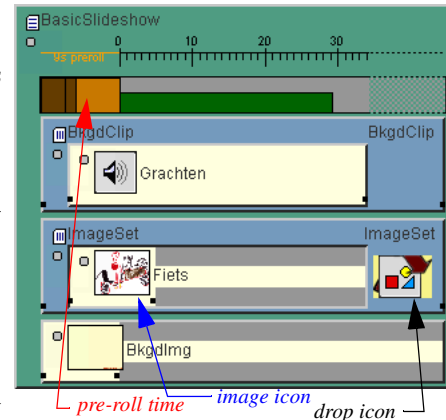 BasicSlideshow
0 10 20 30
9s preroll
BkgdClip BkgdClip
Grachten
ImageSet ImageSet
Fiets
BkgdImg
pre-roll time
image icon
drop icon